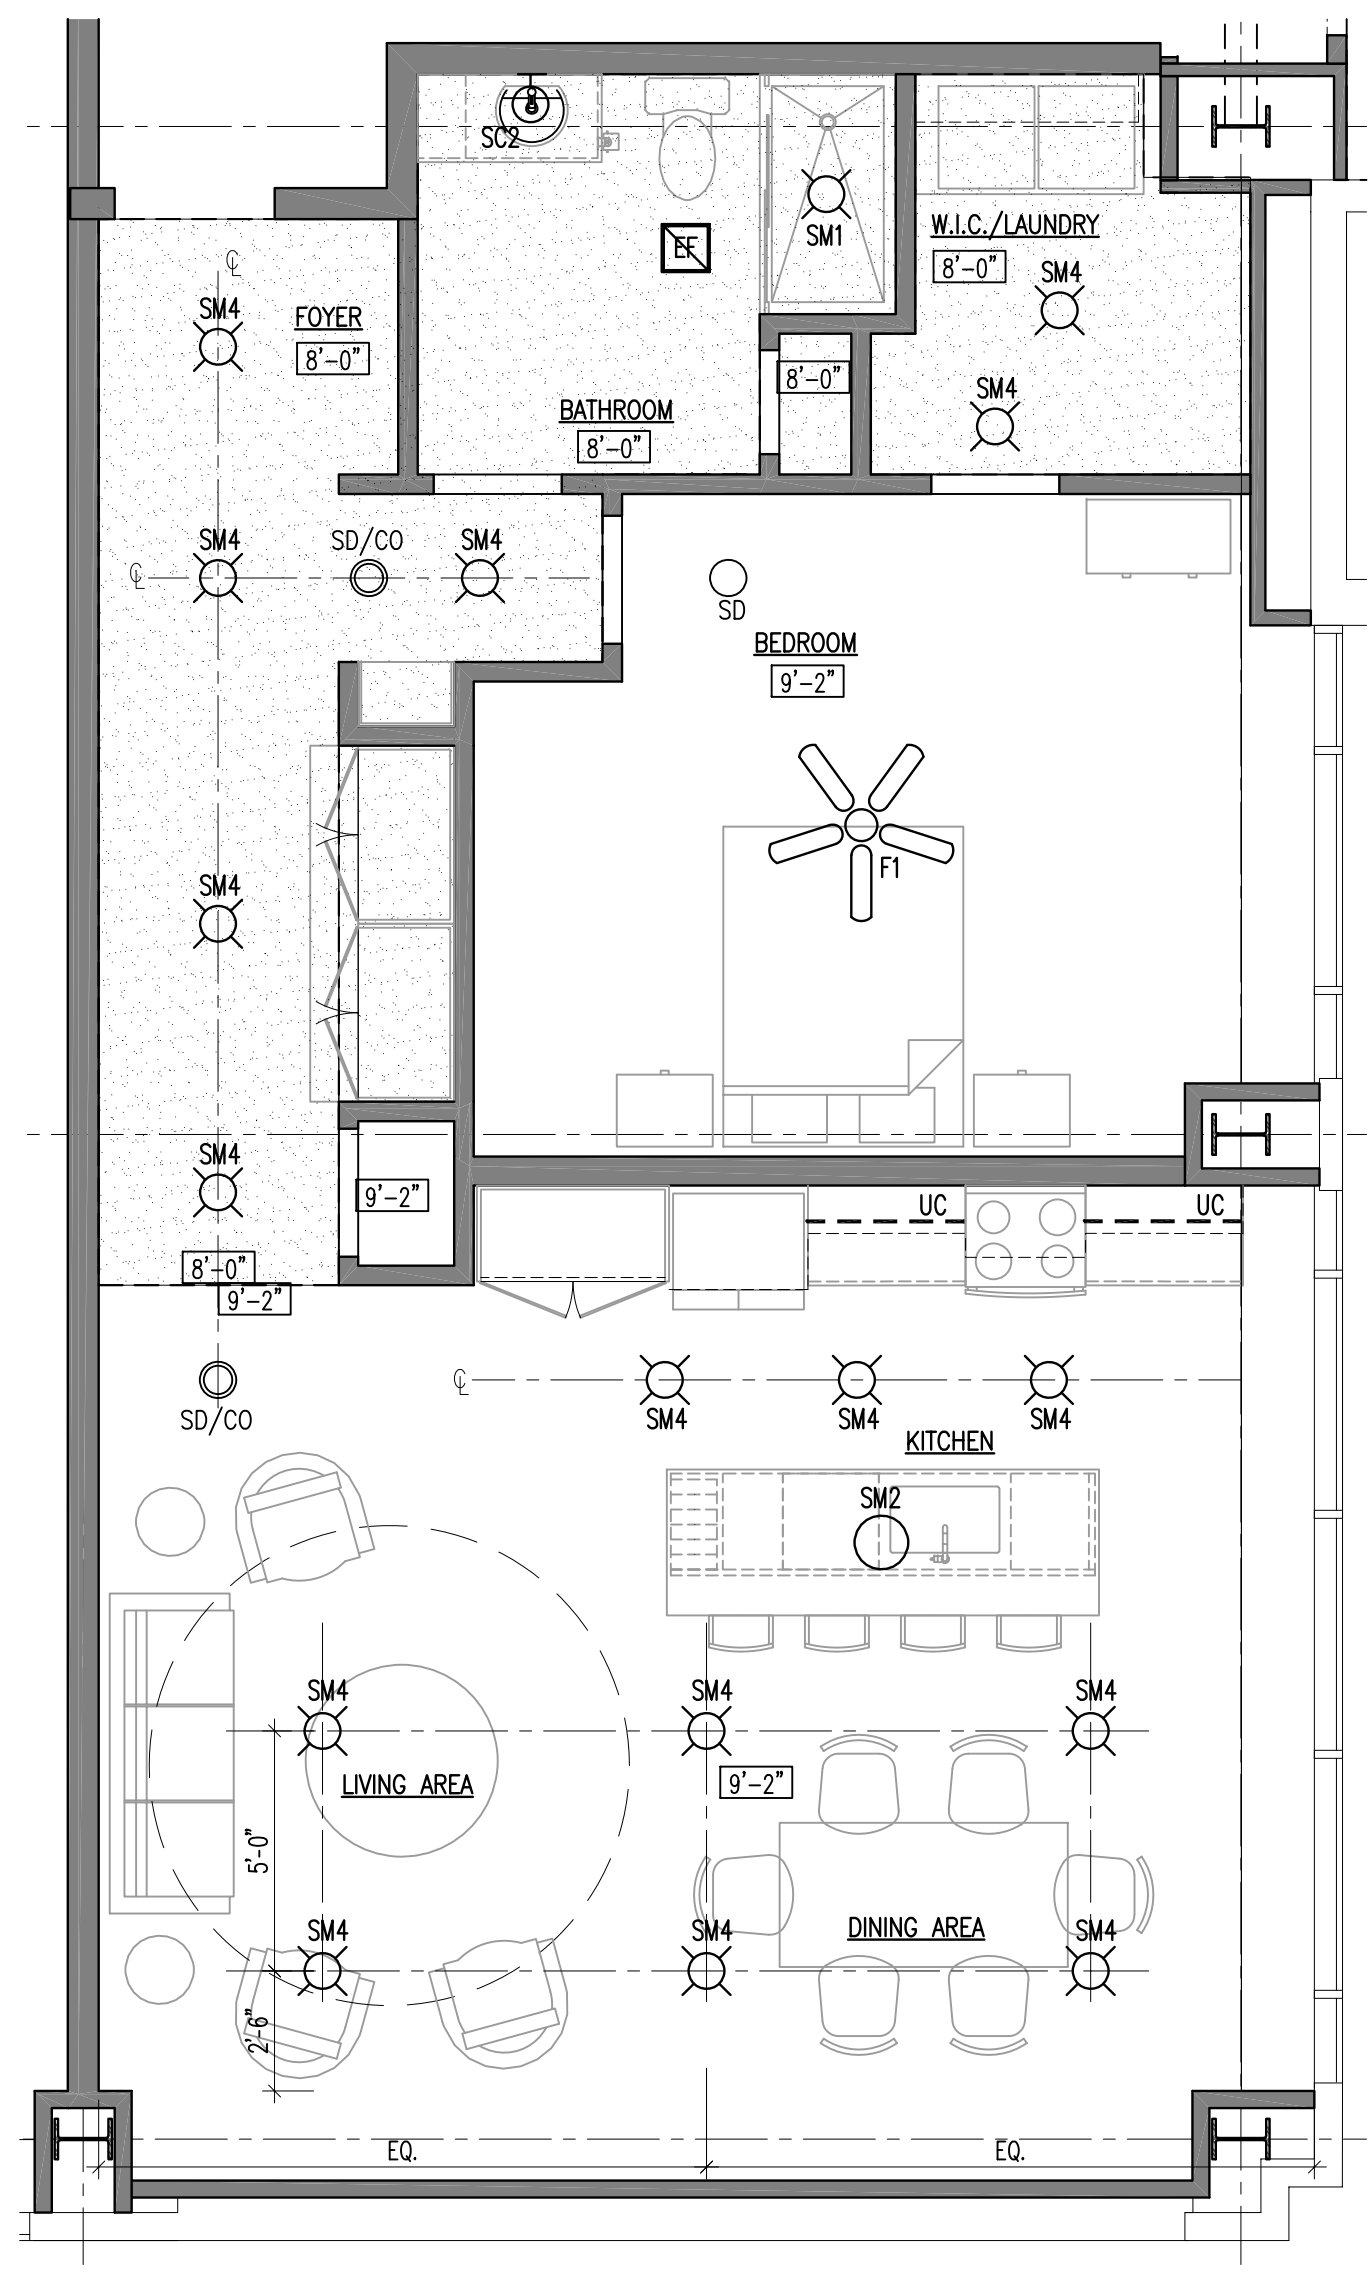 SC2
EF
SM1
W.I.C./LAUNDRY
8'-0"
SM4
℄
SM4
FOYER
8'-0"
8'-0"
SM4
BATHROOM
8'-0"
SM4
SD/CO
SM4
℄
SD
BEDROOM
9'-2"
F1
SM4
SM4
9'-2"
UC
UC
8'-0"
9'-2"
℄
SD/CO
SM4
SM4
SM4
KITCHEN
SM2
SM4
SM4
SM4
LIVING AREA
9'-2"
5'-0"
SM4
SM4
DINING AREA
SM4
2'-6"
EQ.
EQ.